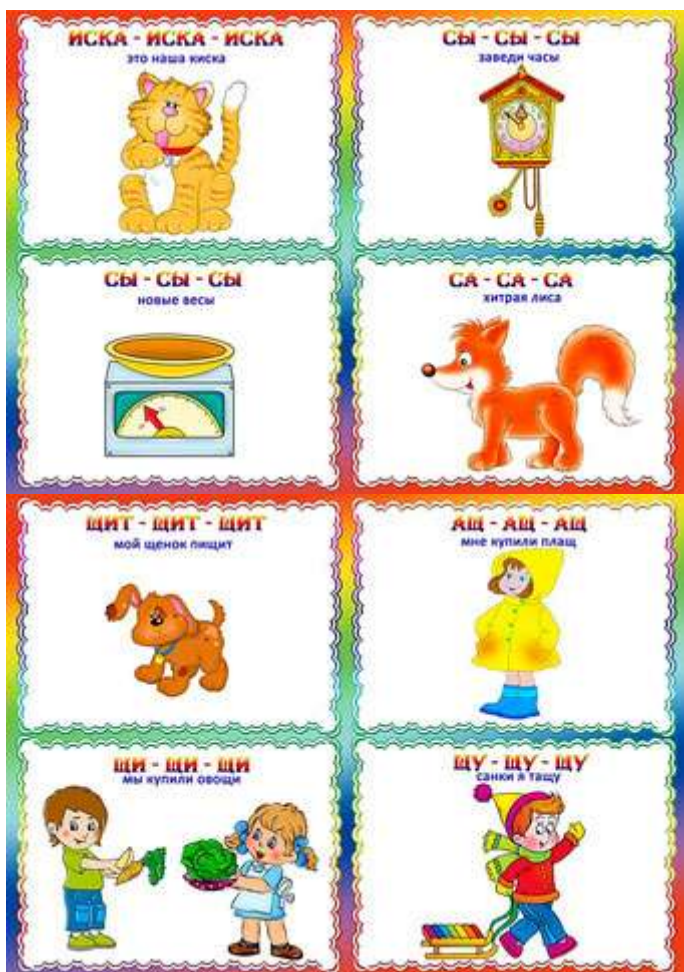 ИСКА - ИСКА - ИСКА
это наша киска
СЫ - СЫ - СЫ
заведи часы
СЫ - СЫ - СЫ
новые весы
СА - СА - СА
хитрая лиса
ЩИТ - ЩИТ - ЩИТ
мой щенок пищит
АЩ - АЩ - АЩ
мне купили плащ
ЩИ - ЩИ - ЩИ
мы купили овощи
ЩУ - ЩУ - ЩУ
санки я тащу